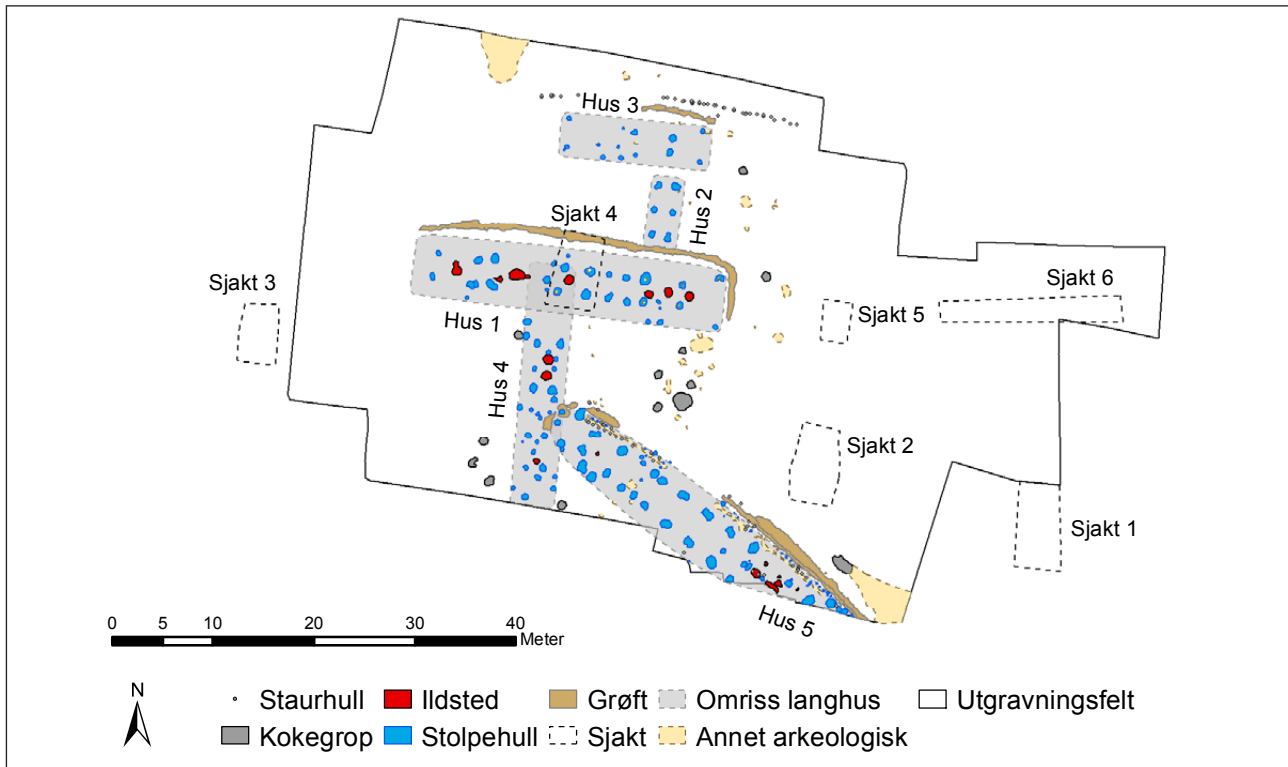 Hus 3
Hus 2
Sjakt 4
Sjakt 3
Sjakt 6
Sjakt 5
Hus 1
Hus 4
Sjakt 2
Sjakt 1
Hus 5
0 5 10 20 30 40
Meter
N
Staurhull Ildsted Grøft Omriss langhus Utgravningsfelt
Kokegrop Stolpehull Sjakt Annet arkeologisk